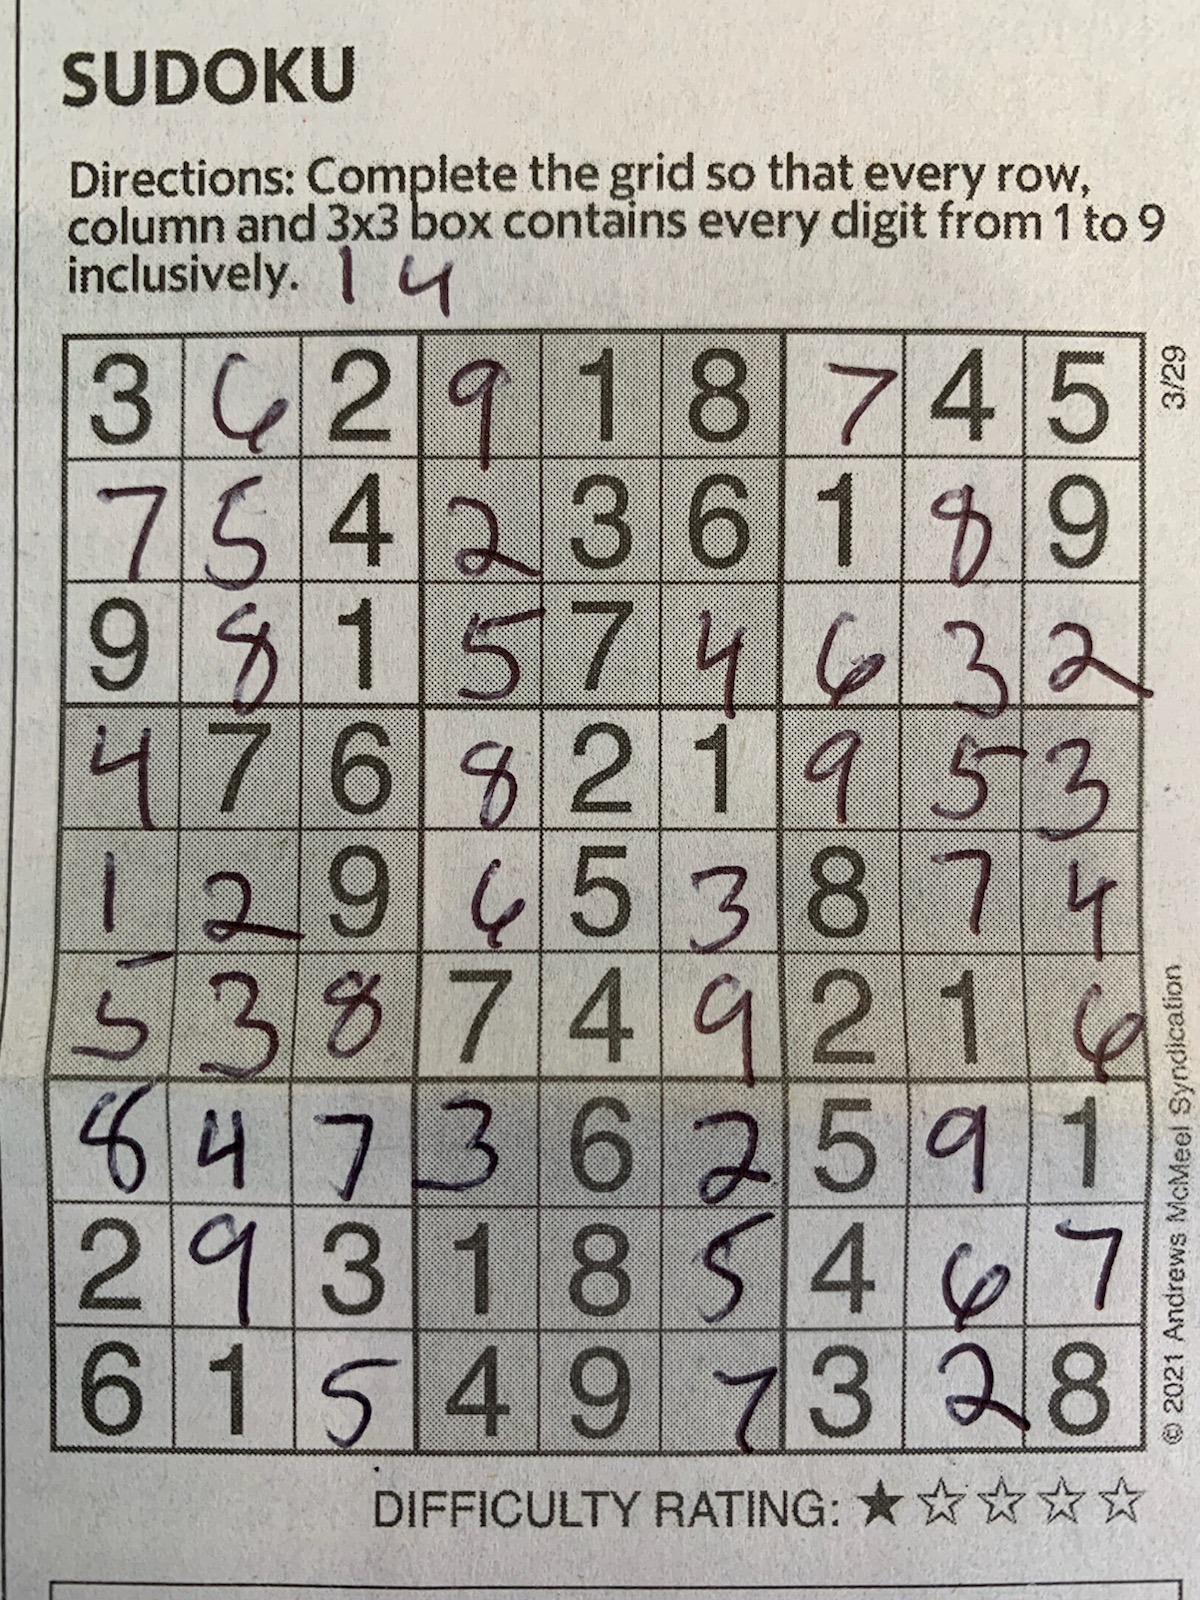 SUDOKU
Directions: Complete the grid so that every row,
column and 3x3 box contains every digit from 1 to 9
inclusively. 1 4
3 6 2 9 1 8 7 4 5
7 5 4 2 3 6 1 8 9
9 8 1 5 7 4 6 3 2
4 7 6 8 2 1 9 5 3
1 2 9 6 5 3 8 7 4
5 3 8 7 4 9 2 1 6
8 4 7 3 6 2 5 9 1
2 9 3 1 8 5 4 6 7
6 1 5 4 9 7 3 2 8
3/29
© 2021 Andrews McMeel Syndication
DIFFICULTY RATING: ★☆☆☆☆